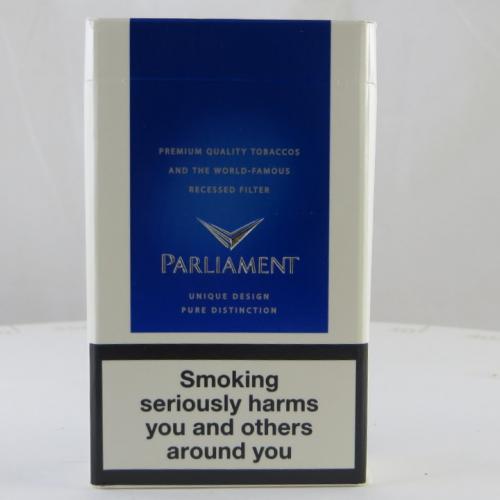 PREMIUM QUALITY TOBACCOS
AND THE WORLD-FAMOUS
RECESSED FILTER
PARLIAMENT
UNIQUE DESIGN
PURE DISTINCTION
Smoking
seriously harms
you and others
around you